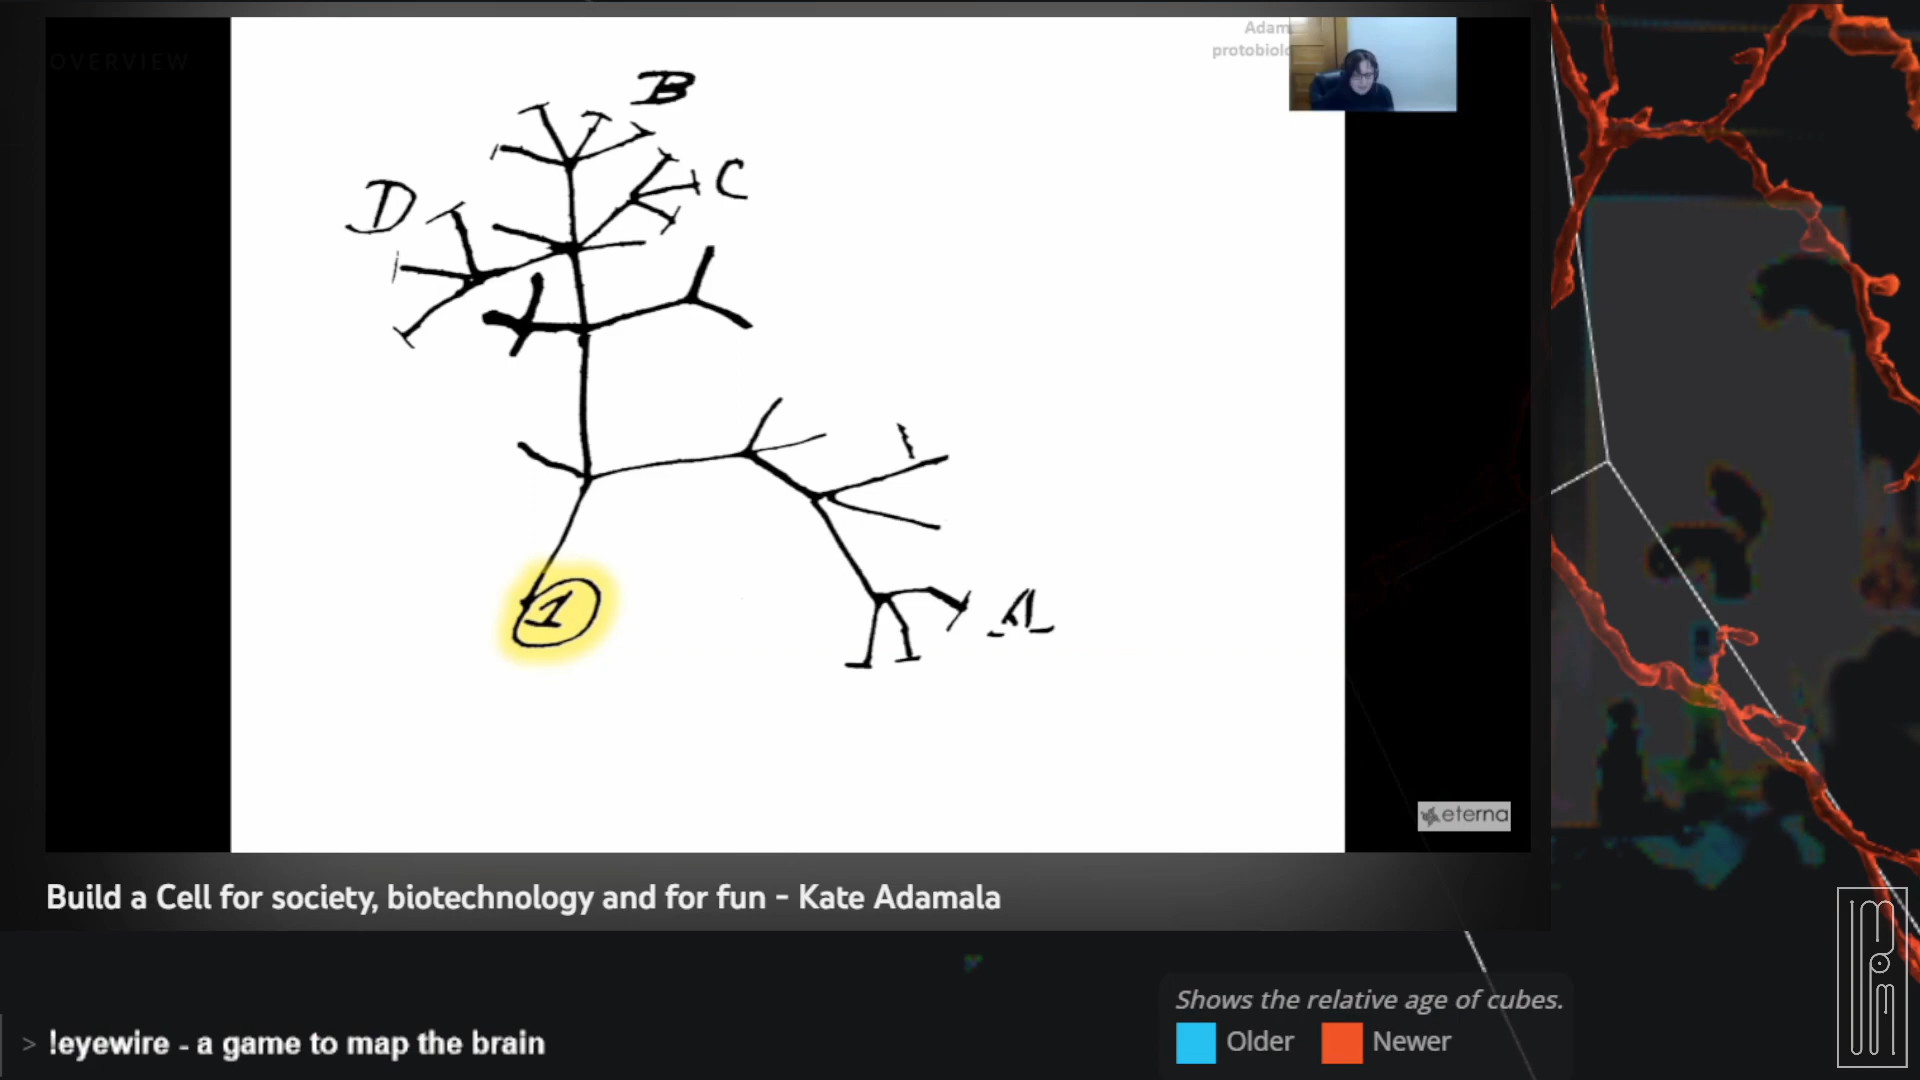 OVERVIEW
Adam
protobiolo
B
C
D
1
A
eterna
Build a Cell for society, biotechnology and for fun - Kate Adamala
> !eyewire - a game to map the brain
Shows the relative age of cubes.
Older Newer